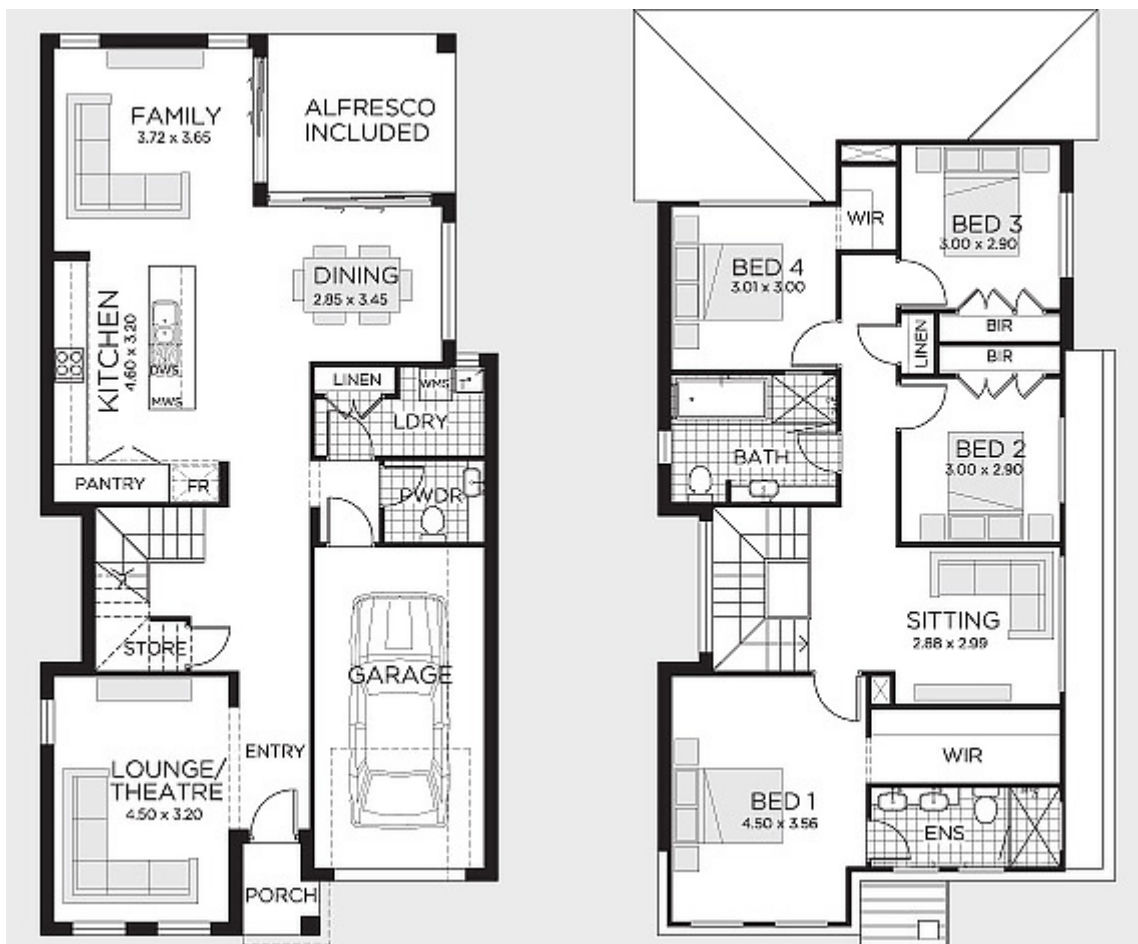 FAMILY
3.72 x 3.65
ALFRESCO
INCLUDED
DINING
2.85 x 3.45
KITCHEN
4.60 x 3.20
DWS
MWS
PANTRY
FR
LINEN
WMS
LDRY
PWDR
STORE
GARAGE
ENTRY
LOUNGE/
THEATRE
4.50 x 3.20
PORCH
WIR
BED 3
3.00 x 2.90
BED 4
3.01 x 3.00
LINEN
BIR
BIR
BATH
BED 2
3.00 x 2.90
SITTING
2.88 x 2.99
WIR
BED 1
4.50 x 3.56
ENS